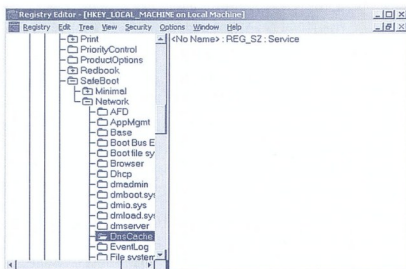 Registry Editor - [HKEY_LOCAL_MACHINE on Local Machine]
Registry Edit Tree View Security Options Window Help
Print
PriorityControl
ProductOptions
Redbook
SafeBoot
Minimal
Network
AFD
AppMgmt
Base
Boot Bus E
Boot file sy
Browser
Dhcp
dmadmin
dmboot.sys
dmio.sys
dmload.sys
dmserver
DnsCache
EventLog
File system
<No Name> : REG_SZ : Service